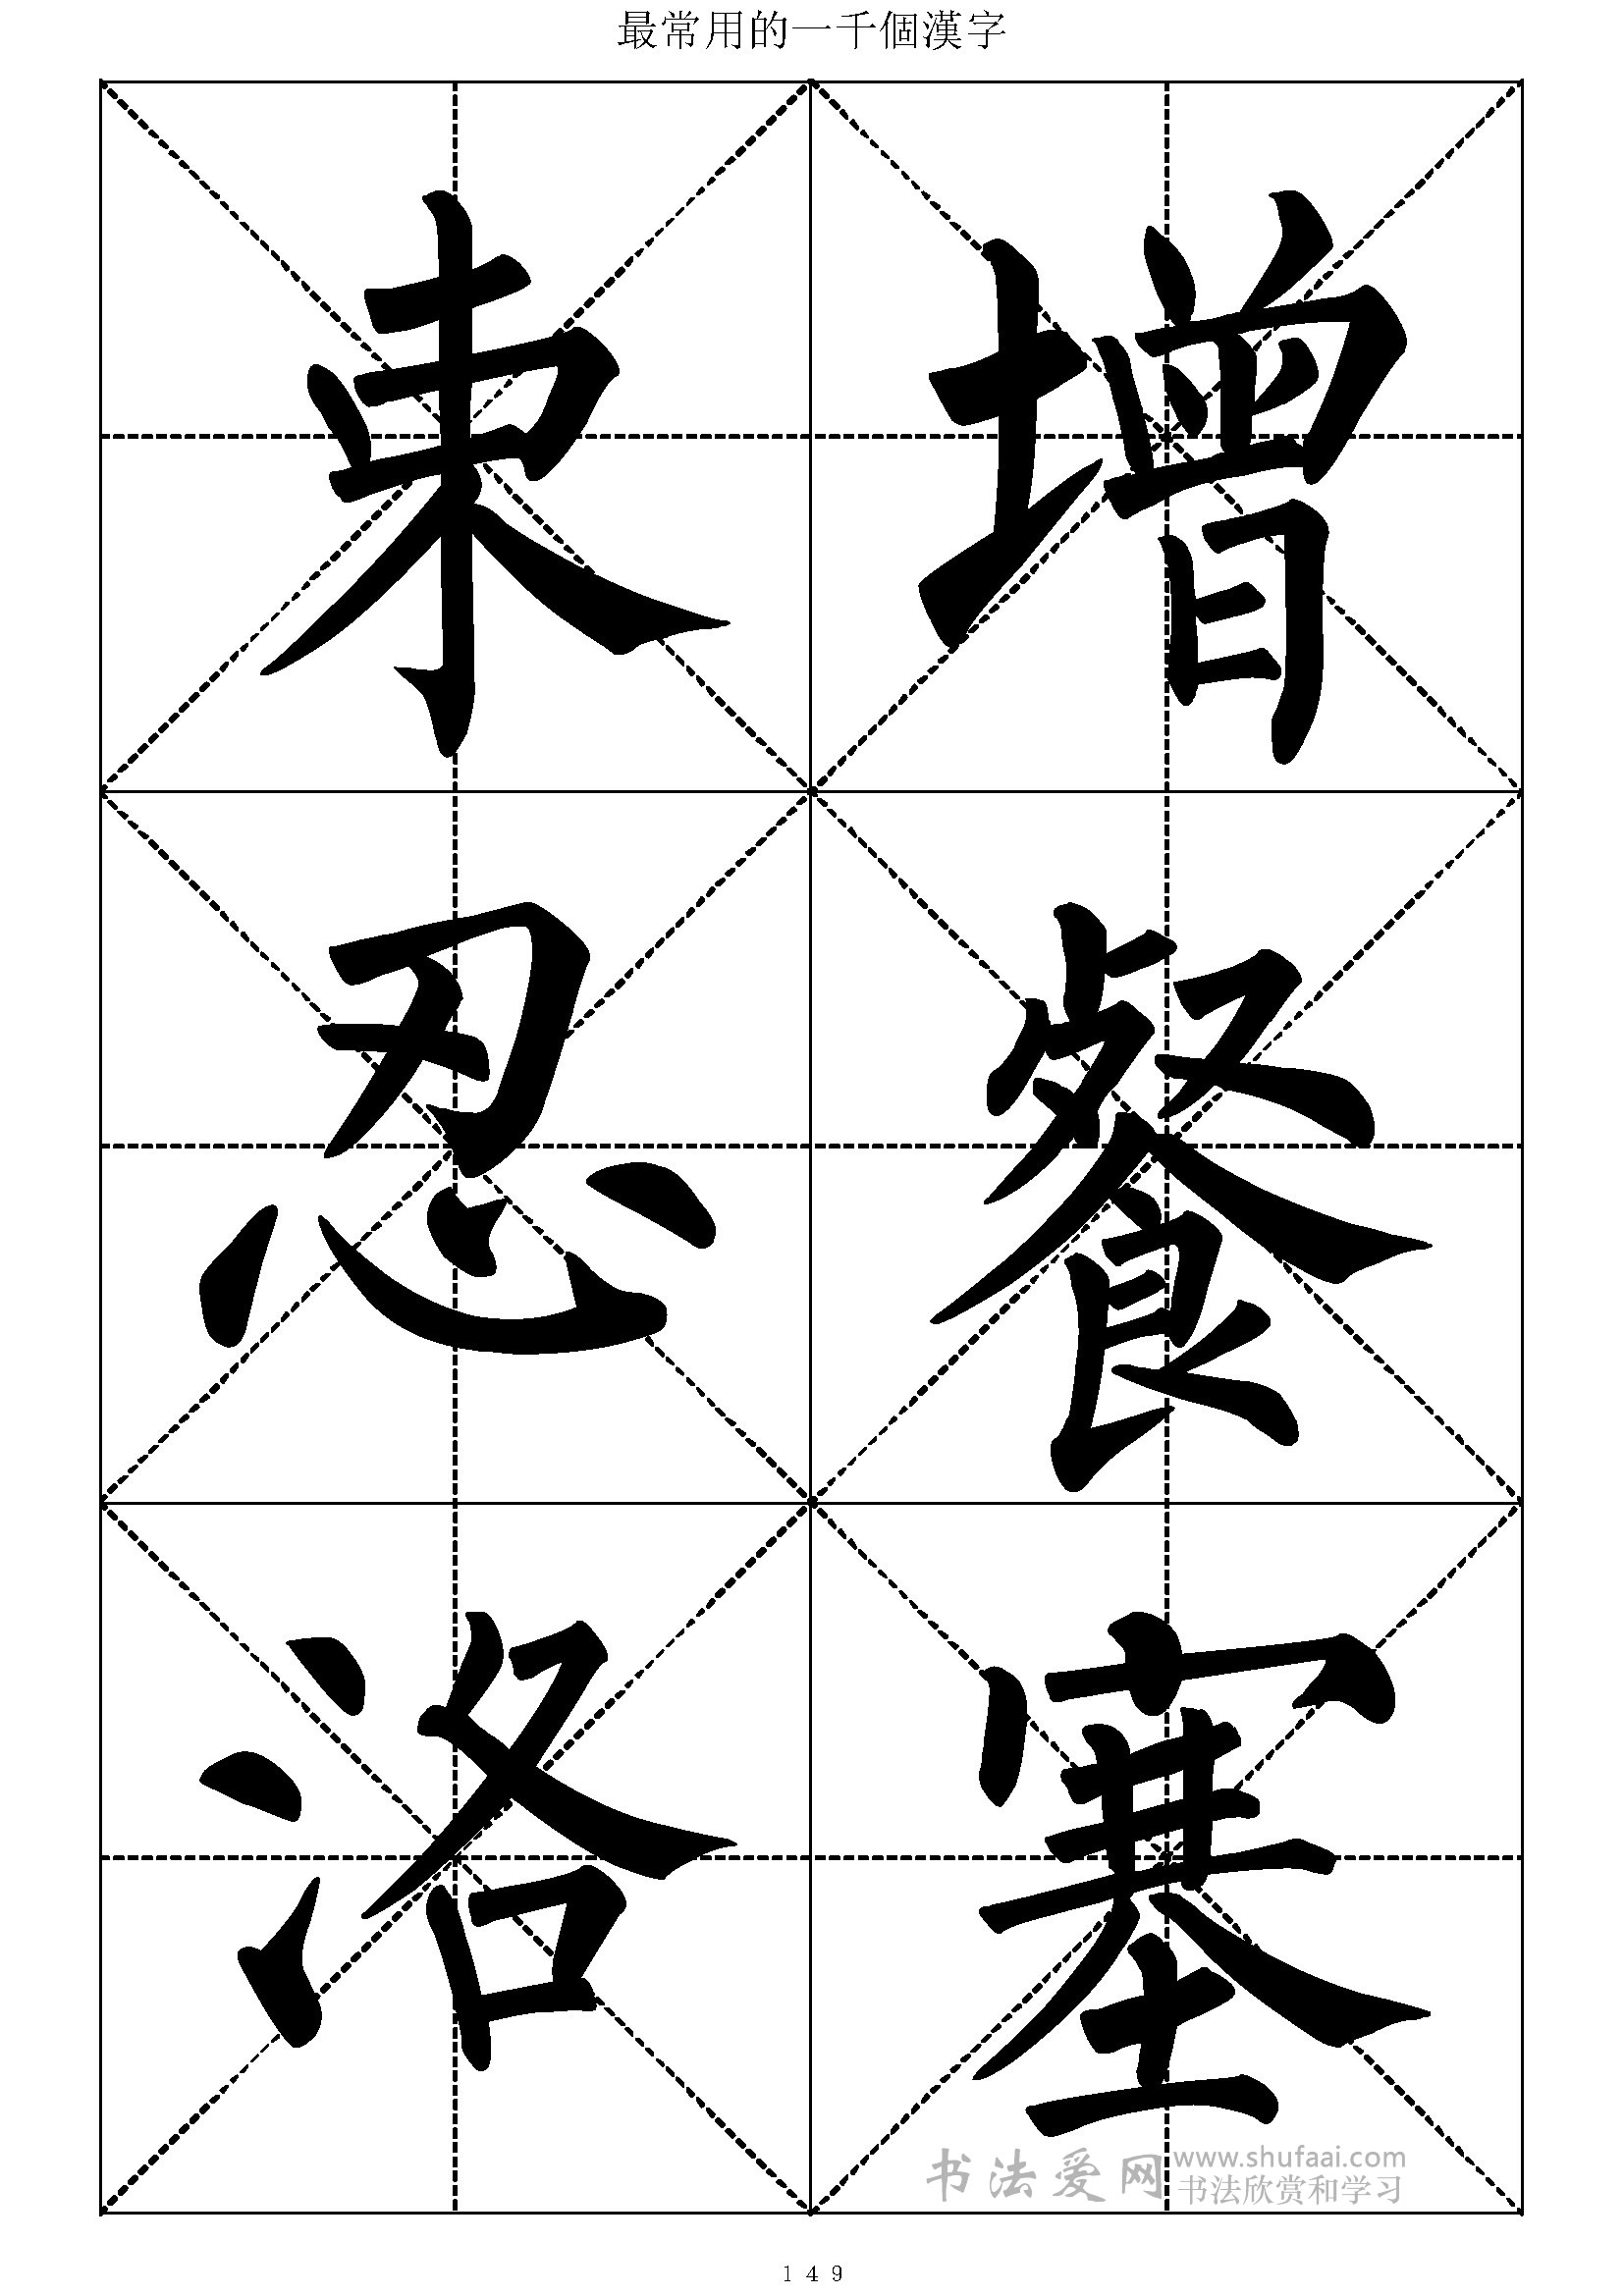 最常用的一千個漢字
束 增
忍 餐
洛 塞
书法爱网 www.shufaai.com
书法欣赏和学习
149